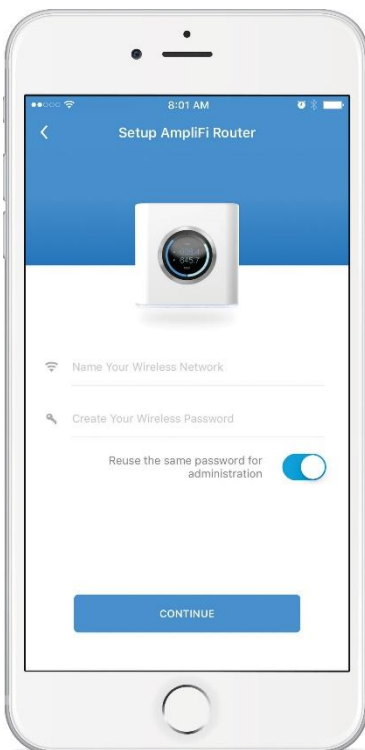 8:01 AM
Setup AmpliFi Router
Name Your Wireless Network
Create Your Wireless Password
Reuse the same password for
administration
CONTINUE